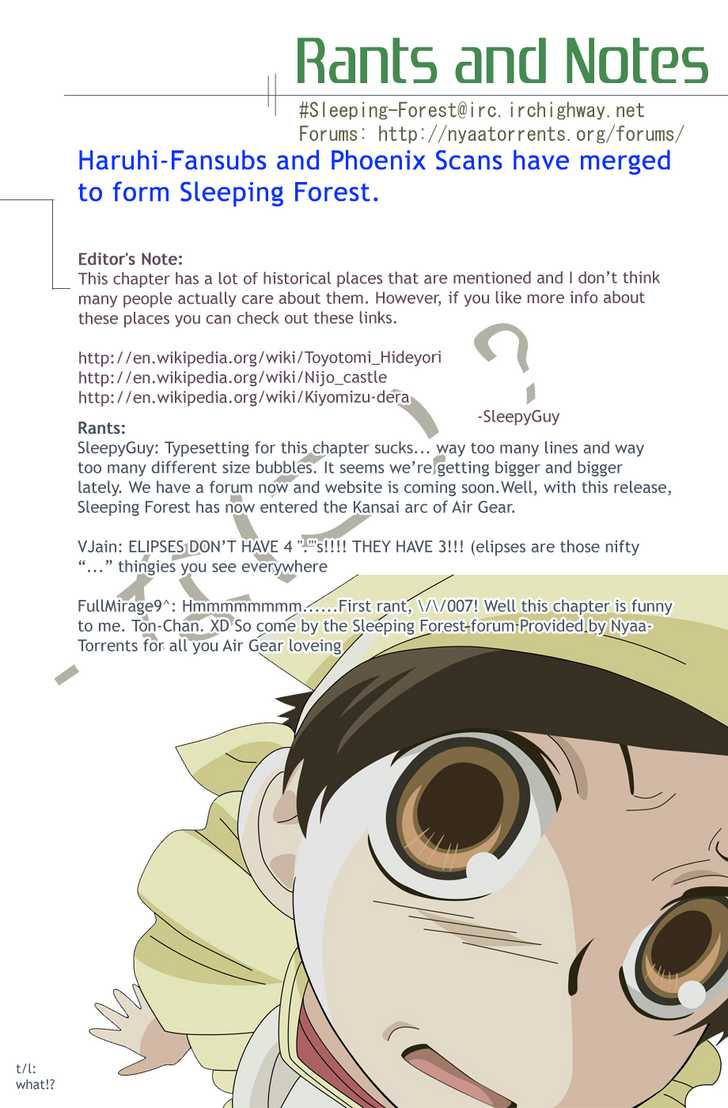 Rants and Notes
#Sleeping-Forest@irc.irchighway.net
Forums: http://nyaatorrents.org/forums/
Haruhi-Fansubs and Phoenix Scans have merged
to form Sleeping Forest.
Editor's Note:
This chapter has a lot of historical places that are mentioned and I don't think
many people actually care about them. However, if you like more info about
these places you can check out these links.
http://en.wikipedia.org/wiki/Toyotomi_Hideyori
http://en.wikipedia.org/wiki/Nijo_castle
http://en.wikipedia.org/wiki/Kiyomizu-dera
-SleepyGuy
Rants:
SleepyGuy: Typesetting for this chapter sucks... way too many lines and way
too many different size bubbles. It seems we're getting bigger and bigger
lately. We have a forum now and website is coming soon.Well, with this release,
Sleeping Forest has now entered the Kansai arc of Air Gear.
VJain: ELIPSES DON'T HAVE 4 "."'s!!!! THEY HAVE 3!!! (elipses are those nifty
“...” thingies you see everywhere
FullMirage9^: Hmmmmmmmm......First rant, \/\/007! Well this chapter is funny
to me. Ton-Chan. XD So come by the Sleeping Forest forum Provided by Nyaa-
Torrents for all you Air Gear loveing
t/l:
what!?